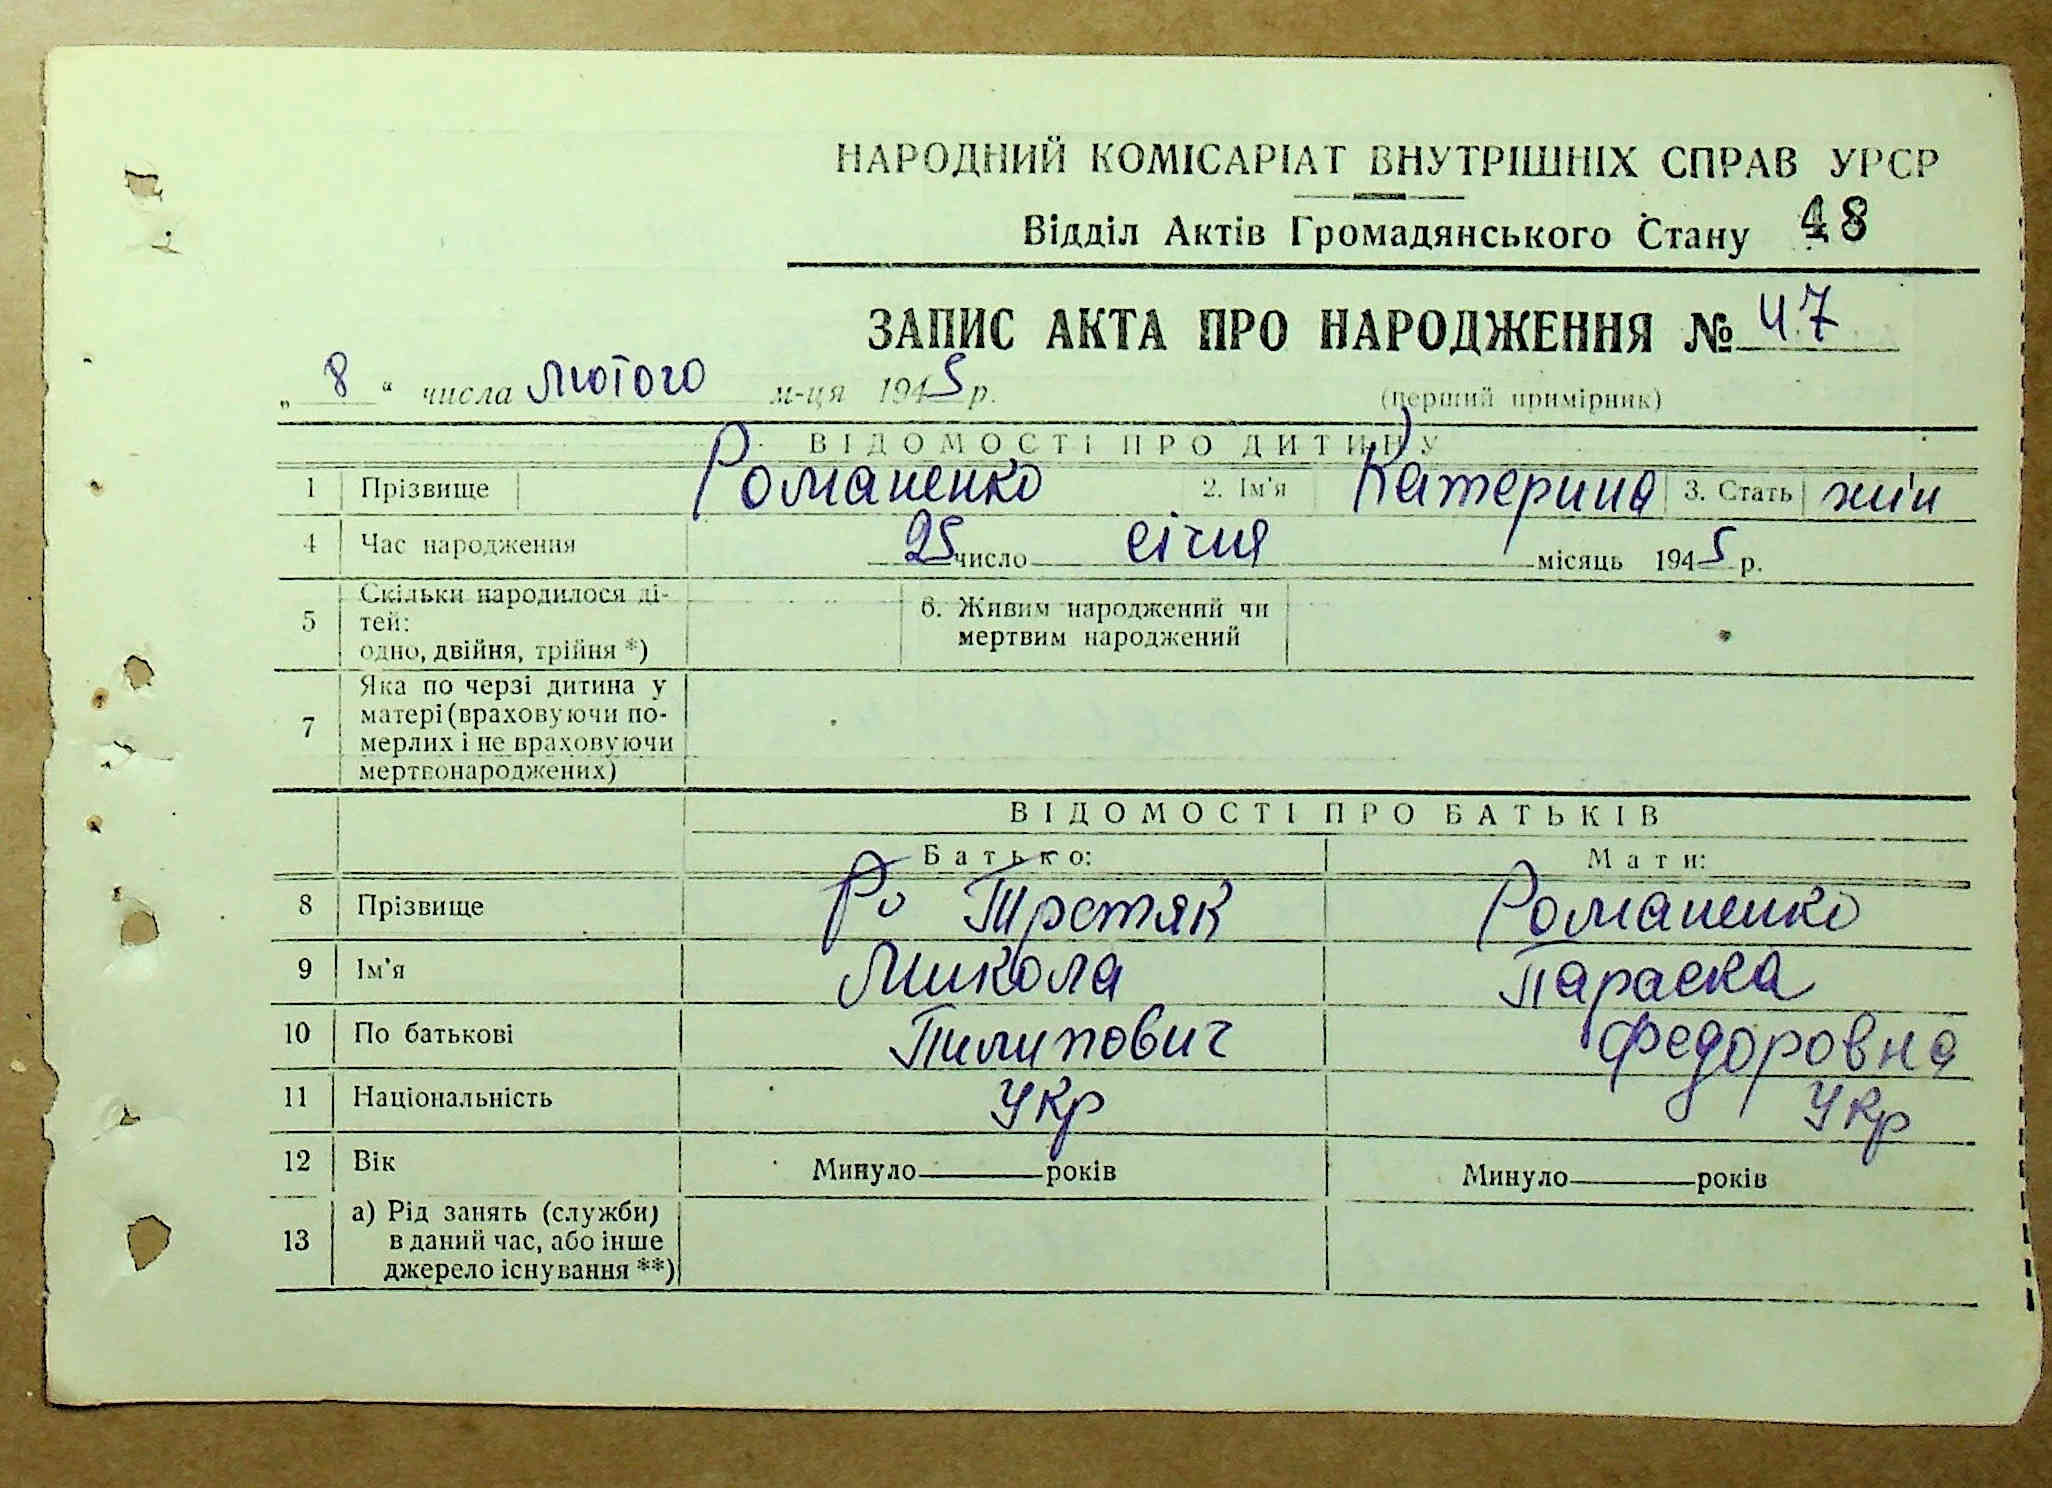 НАРОДНИЙ КОМІСАРІАТ ВНУТРІШНІХ СПРАВ УРСР
Відділ Актів Громадянського Стану 48
ЗАПИС АКТА ПРО НАРОДЖЕННЯ № 47
„ 8 “ числа лютого м-ця 1945 р. (перший примірник)
ВІДОМОСТІ ПРО ДИТИНУ
1 Прізвище Романенко 2. Ім'я Катерина 3. Стать жін
4 Час народження 25 число січня місяць 1945 р.
5 Скільки народилося ді-
тей:
одно, двійня, трійня *)
6. Живим народжений чи
мертвим народжений
7 Яка по черзі дитина у
матері (враховуючи по-
мерлих і не враховуючи
мертвонароджених)
ВІДОМОСТІ ПРО БАТЬКІВ
Батько: Мати:
8 Прізвище Ро Третяк Романенко
9 Ім'я Микола Параска
10 По батькові Пилипович Федоровна
11 Національність Укр Укр
12 Вік Минуло років Минуло років
13 а) Рід занять (служби)
в даний час, або інше
джерело існування **)